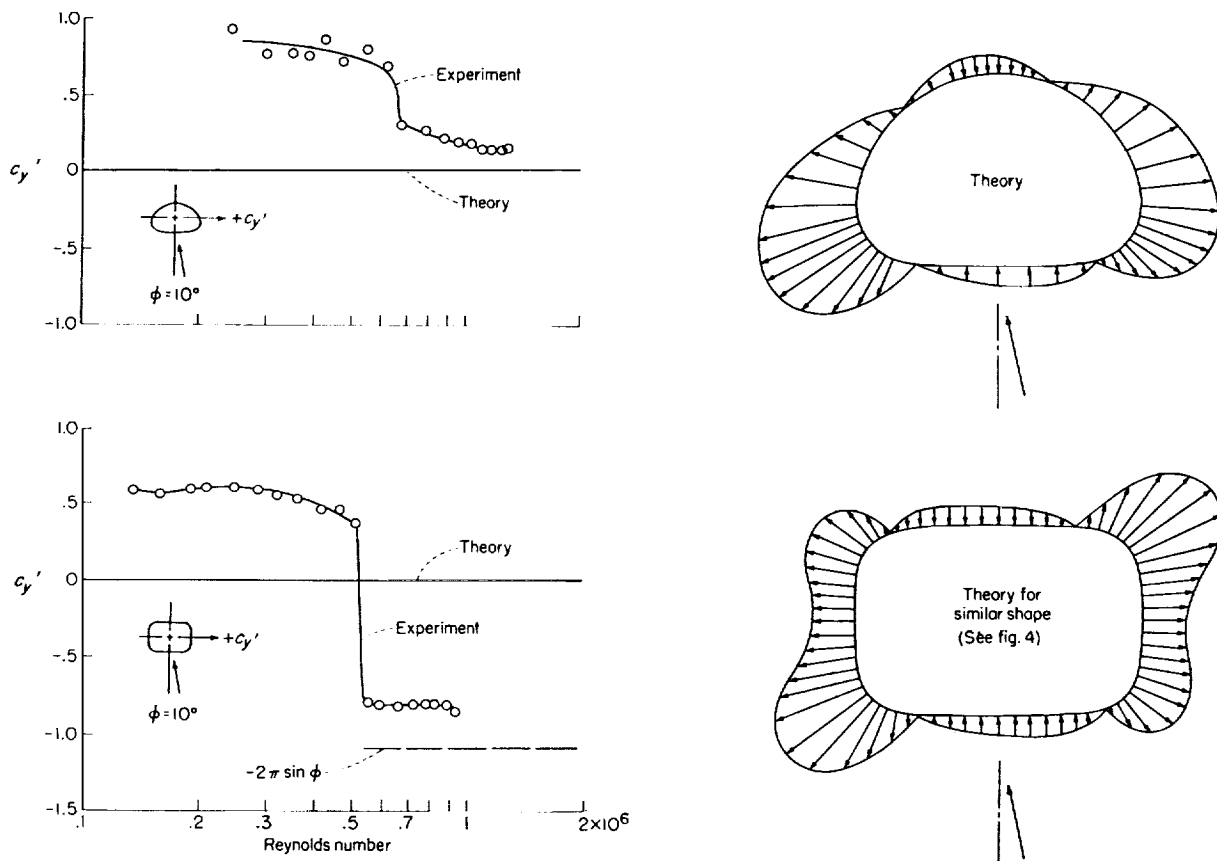 1.0
.5
0
-.5
-1.0
c_y'
Experiment
Theory
+c_y'
ϕ = 10°
Theory
1.0
.5
0
-.5
-1.0
-1.5
c_y'
Theory
Experiment
+c_y'
ϕ = 10°
-2π sin ϕ
.1 .2 .3 .5 .7 1 2×10⁶
Reynolds number
Theory for
similar shape
(See fig. 4)